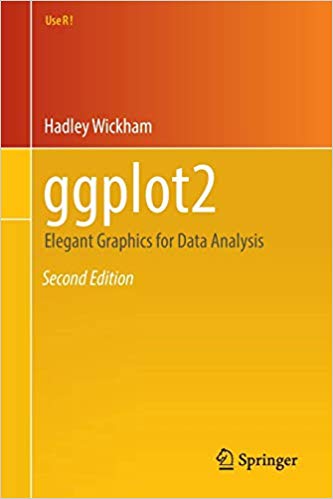 Use R !
Hadley Wickham
ggplot2
Elegant Graphics for Data Analysis
Second Edition
Springer